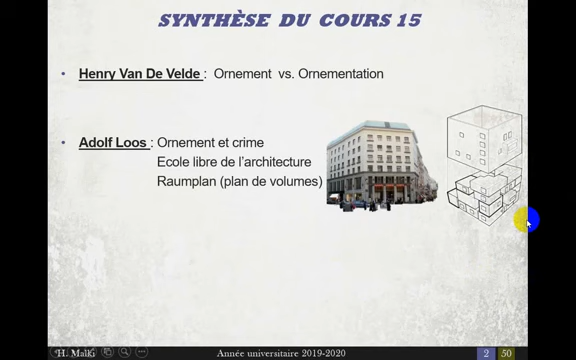 SYNTHÈSE DU COURS 15
• Henry Van De Velde : Ornement vs. Ornementation
• Adolf Loos : Ornement et crime
Ecole libre de l'architecture
Raumplan (plan de volumes)
H. Malki
Année universitaire 2019-2020
2
50